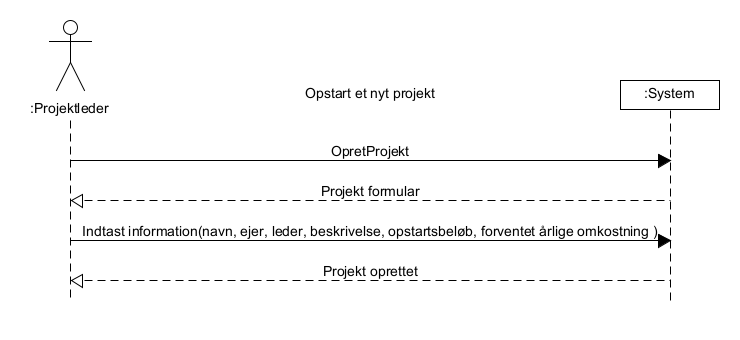 :Projektleder
Opstart et nyt projekt
:System
OpretProjekt
Projekt formular
Indtast information(navn, ejer, leder, beskrivelse, opstartsbeløb, forventet årlige omkostning )
Projekt oprettet